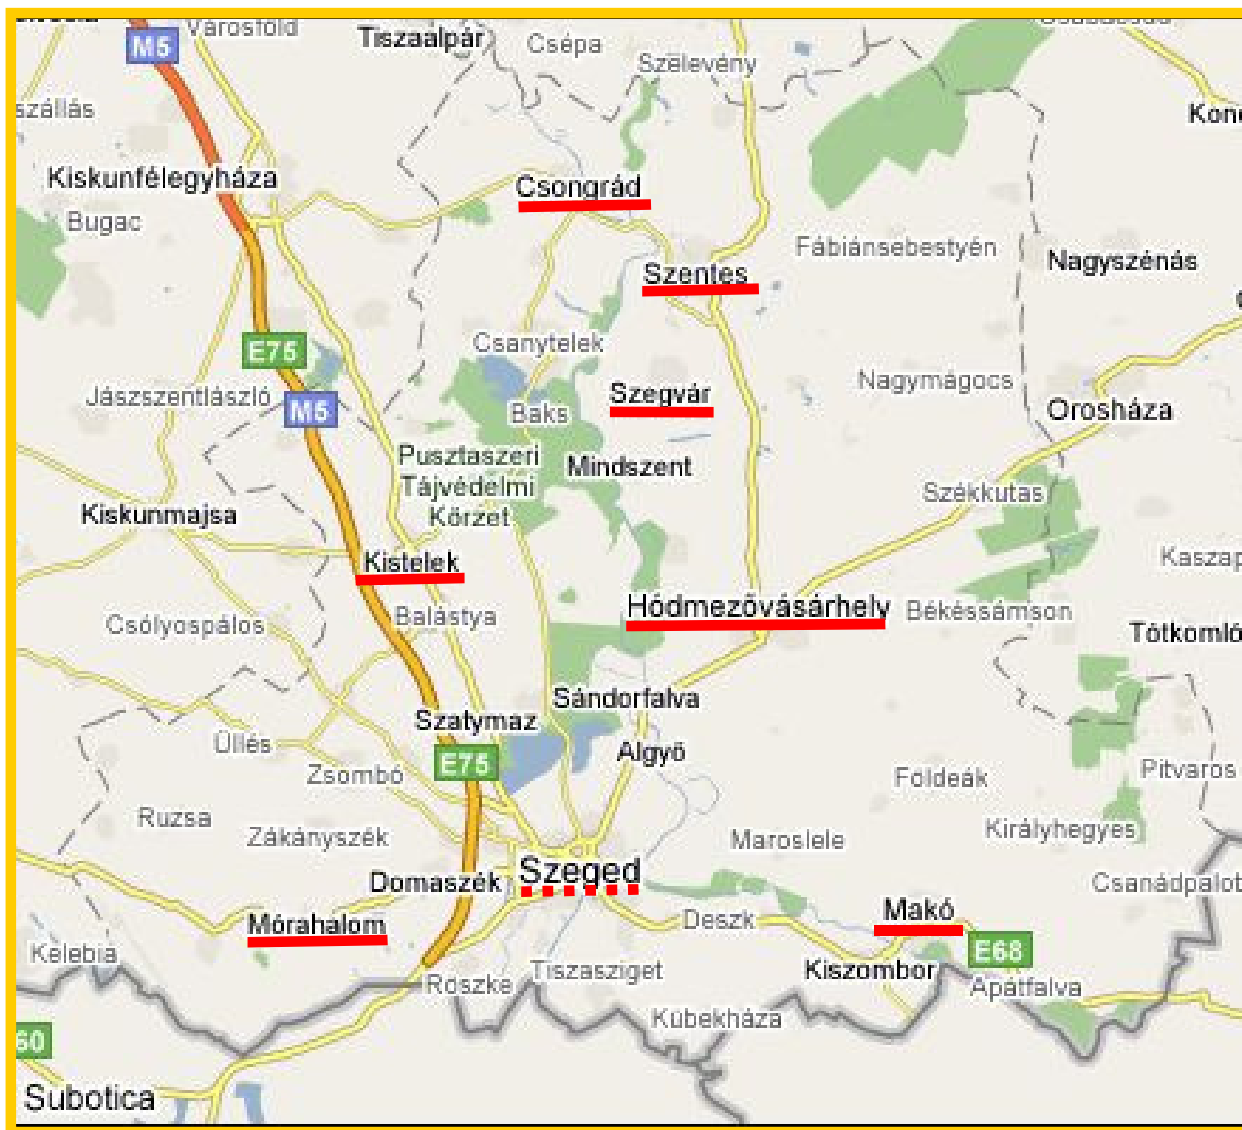 Városföld
M5
Tiszaalpár
Csépa
Szelevény
szállás
Kiskunfélegyháza
Csongrád
Bugac
Fábiánsebestyén
Nagyszénás
Szentes
E75
Csanytelek
Jászszentlászló
M5
Szegvár
Nagymágocs
Baks
Orosháza
Pusztaszeri
Tájvédelmi
Körzet
Mindszent
Székkutas
Kiskunmajsa
Kistelek
Kaszap
Balástya
Hódmezővásárhely
Békéssámson
Csólyospálos
Tótkomló
Sándorfalva
Szatymaz
Üllés
E75
Algyő
Zsombó
Földeák
Pitvaros
Ruzsa
Zákányszék
Maroslele
Királyhegyes
Domaszék
Szeged
Csanádpalot
Mórahalom
Deszk
Makó
Kelebia
E68
Röszke
Tiszasziget
Kiszombor
Apátfalva
Kübekháza
60
Subotica